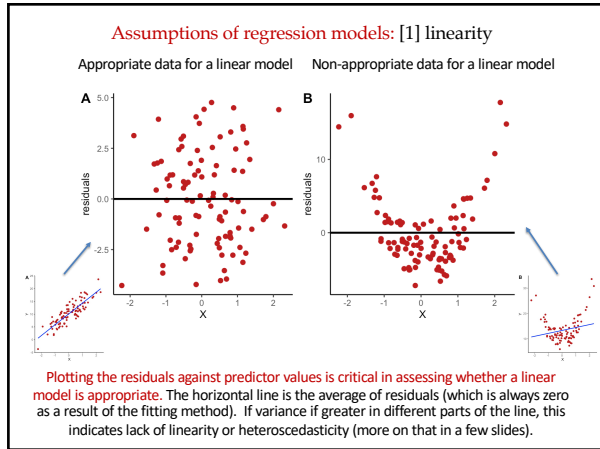 Assumptions of regression models: [1] linearity
Appropriate data for a linear model
Non-appropriate data for a linear model
A
5.0
2.5
0.0
-2.5
residuals
-2
-1
0
1
2
X
B
10
0
residuals
-2
-1
0
1
2
X
A
X
B
X
Plotting the residuals against predictor values is critical in assessing whether a linear
model is appropriate. The horizontal line is the average of residuals (which is always zero
as a result of the fitting method).  If variance if greater in different parts of the line, this
indicates lack of linearity or heteroscedasticity (more on that in a few slides).